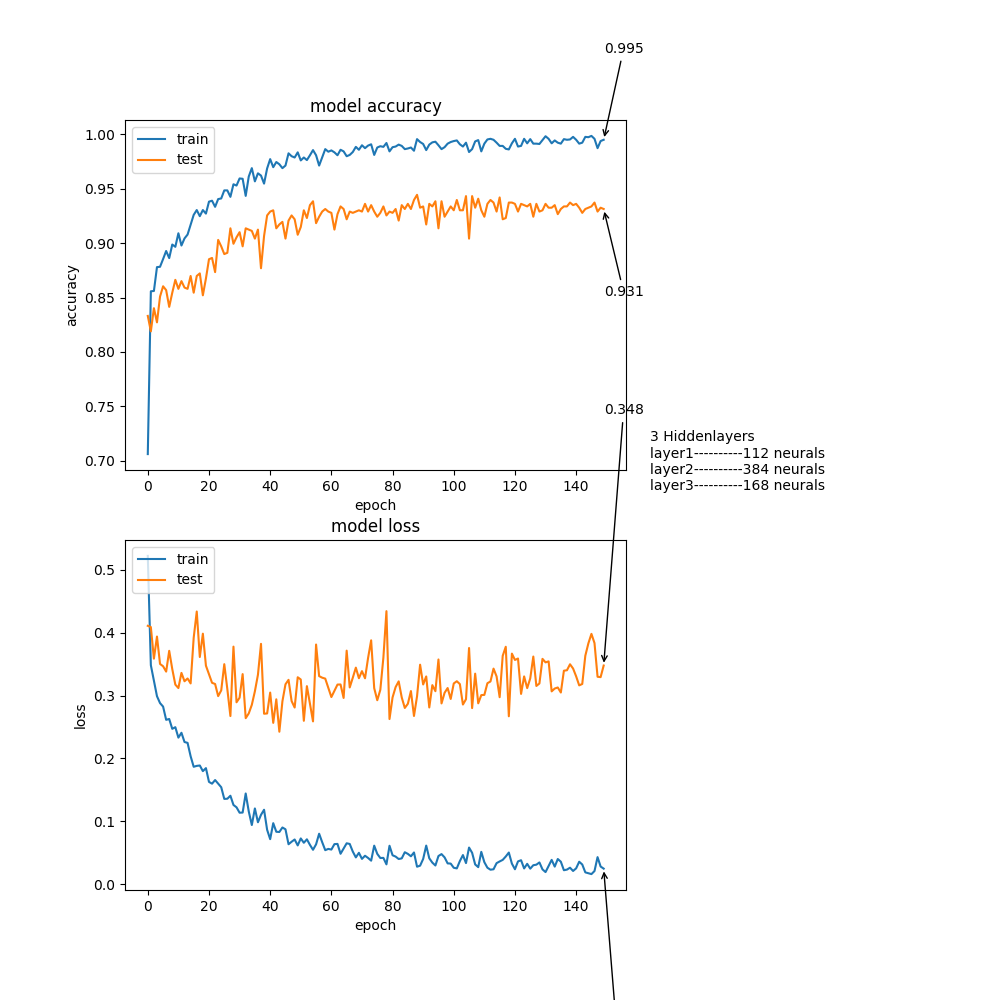 0.995
model accuracy
train
test
1.00
0.95
0.90
0.85
0.80
0.75
0.70
accuracy
0 20 40 60 80 100 120 140
epoch
0.931
0.348
3 Hiddenlayers
layer1----------112 neurals
layer2----------384 neurals
layer3----------168 neurals
model loss
train
test
0.5
0.4
0.3
0.2
0.1
0.0
loss
0 20 40 60 80 100 120 140
epoch